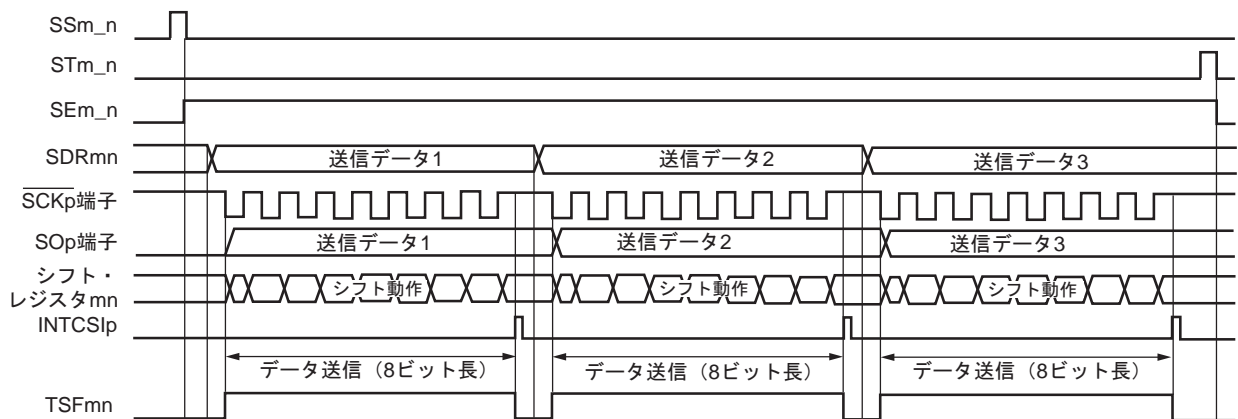 SSm_n
STm_n
SEm_n
SDRmn 送信データ1 送信データ2 送信データ3
SCKp端子
SOp端子 送信データ1 送信データ2 送信データ3
シフト・
レジスタmn シフト動作 シフト動作 シフト動作
INTCSIp
データ送信（8ビット長） データ送信（8ビット長） データ送信（8ビット長）
TSFmn